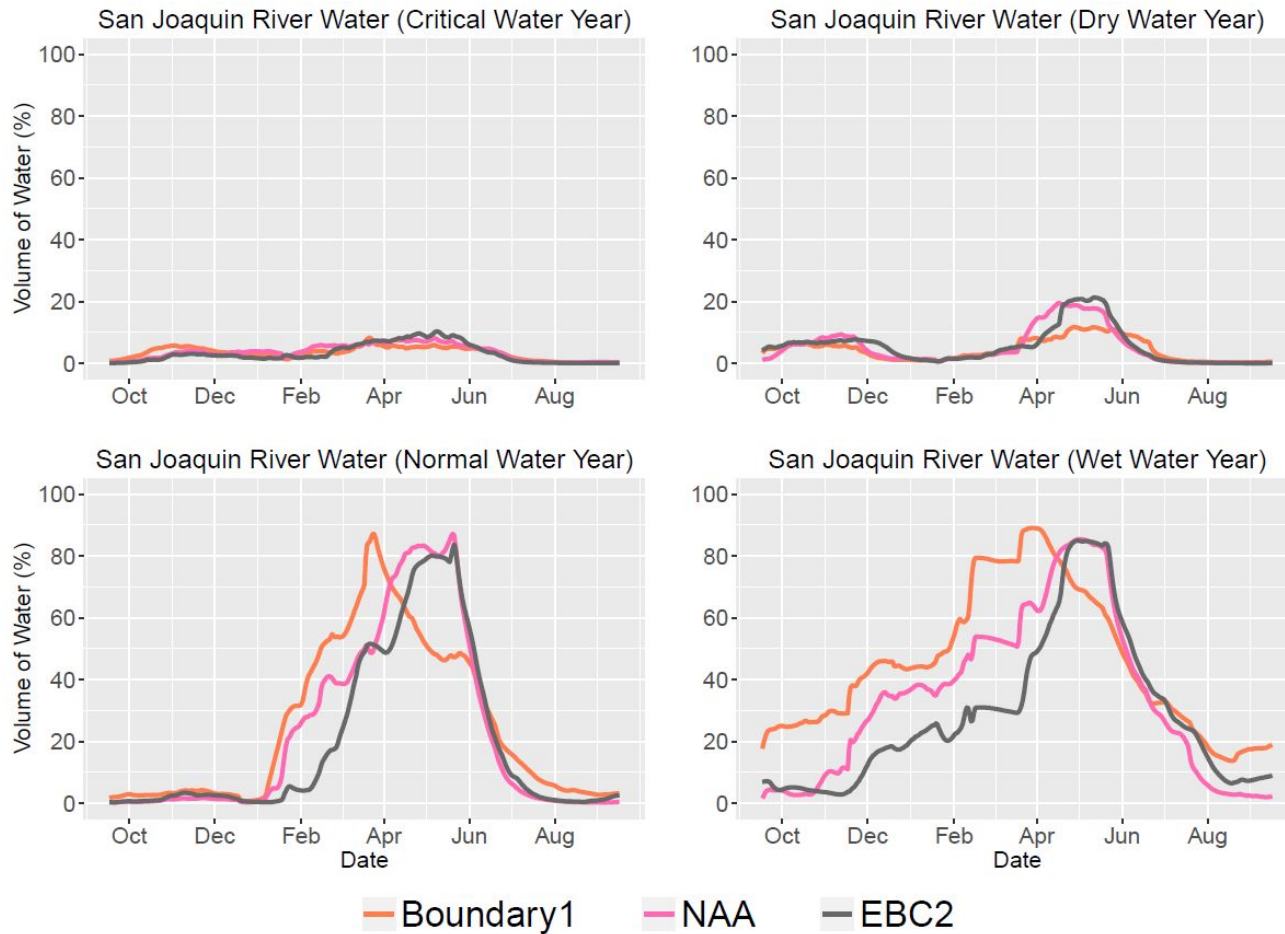 San Joaquin River Water (Critical Water Year)
San Joaquin River Water (Dry Water Year)
Volume of Water (%)
100
80
60
40
20
0
Oct Dec Feb Apr Jun Aug
100
80
60
40
20
0
Oct Dec Feb Apr Jun Aug
San Joaquin River Water (Normal Water Year)
San Joaquin River Water (Wet Water Year)
Volume of Water (%)
100
80
60
40
20
0
Oct Dec Feb Apr Jun Aug
Date
100
80
60
40
20
0
Oct Dec Feb Apr Jun Aug
Date
Boundary1 NAA EBC2